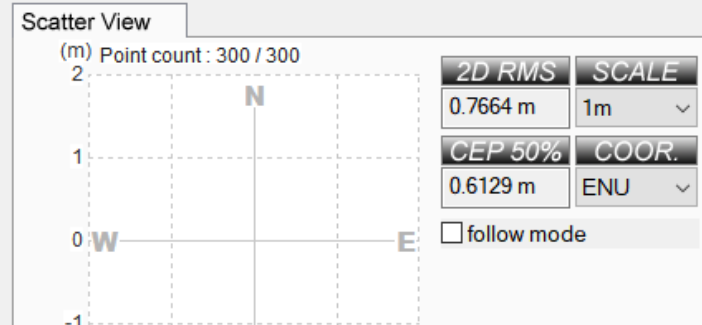 Scatter View
(m) Point count : 300 / 300
2
N
1
0 W E
-1
2D RMS SCALE
0.7664 m 1m
CEP 50% COOR.
0.6129 m ENU
follow mode